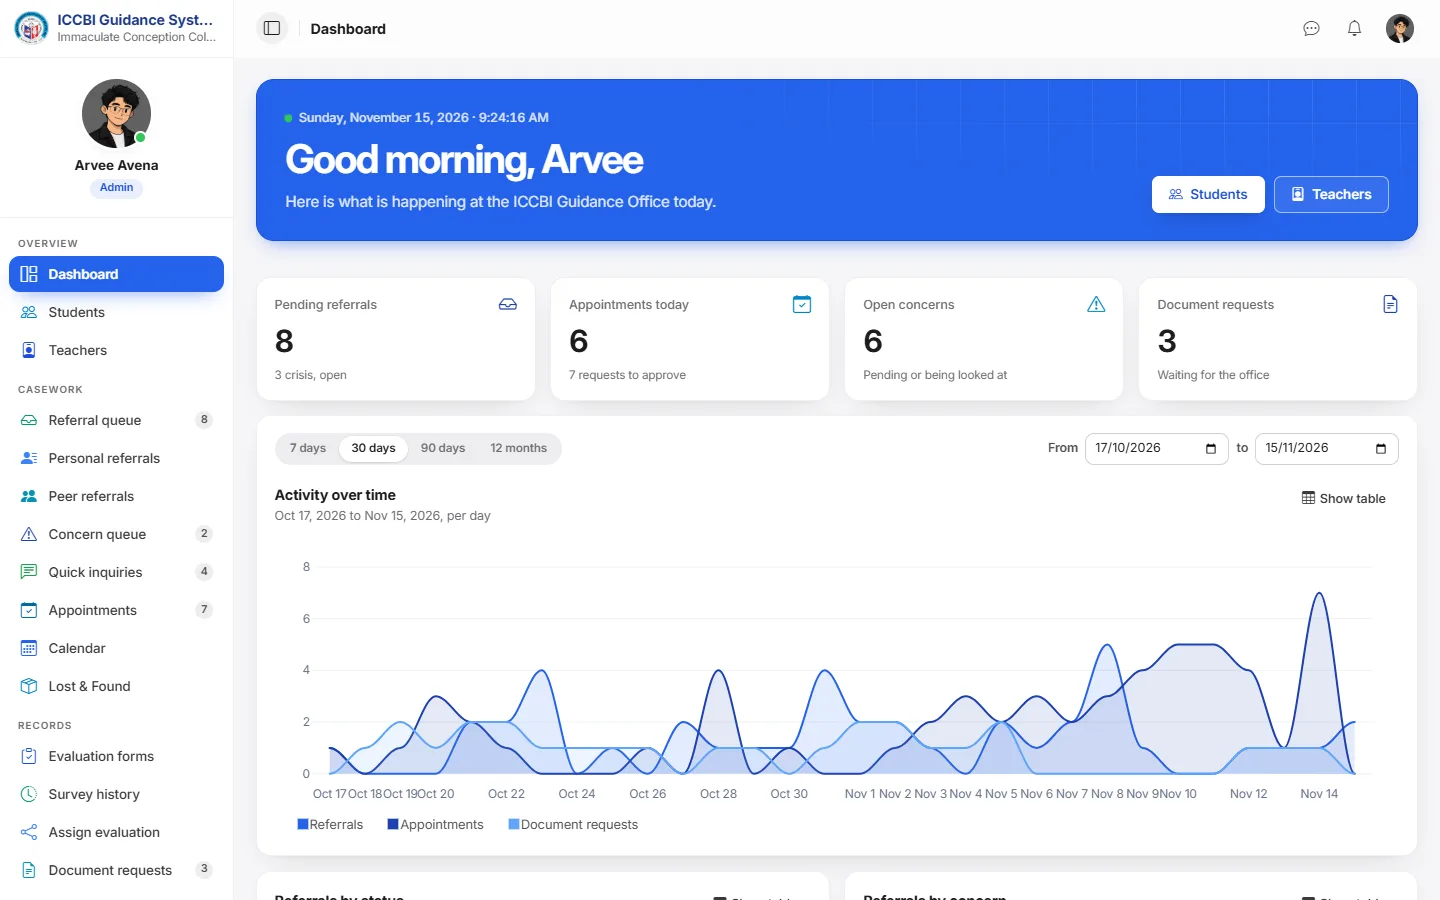 ICCBI Guidance Syst...
Immaculate Conception Col...
Dashboard
Arvee Avena
Admin
OVERVIEW
Dashboard
Students
Teachers
CASEWORK
Referral queue 8
Personal referrals
Peer referrals
Concern queue 2
Quick inquiries 4
Appointments 7
Calendar
Lost & Found
RECORDS
Evaluation forms
Survey history
Assign evaluation
Document requests 3
Sunday, November 15, 2026 · 9:24:16 AM
Good morning, Arvee
Here is what is happening at the ICCBI Guidance Office today.
Students
Teachers
Pending referrals
8
3 crisis, open
Appointments today
6
7 requests to approve
Open concerns
6
Pending or being looked at
Document requests
3
Waiting for the office
7 days 30 days 90 days 12 months
From 17/10/2026 to 15/11/2026
Activity over time
Oct 17, 2026 to Nov 15, 2026, per day
Show table
8
6
4
2
0
Oct 17 Oct 18 Oct 19 Oct 20 Oct 22 Oct 24 Oct 26 Oct 28 Oct 30 Nov 1 Nov 2 Nov 3 Nov 4 Nov 5 Nov 6 Nov 7 Nov 8 Nov 9 Nov 10 Nov 12 Nov 14
Referrals Appointments Document requests
Referrals by status
Referrals by concern